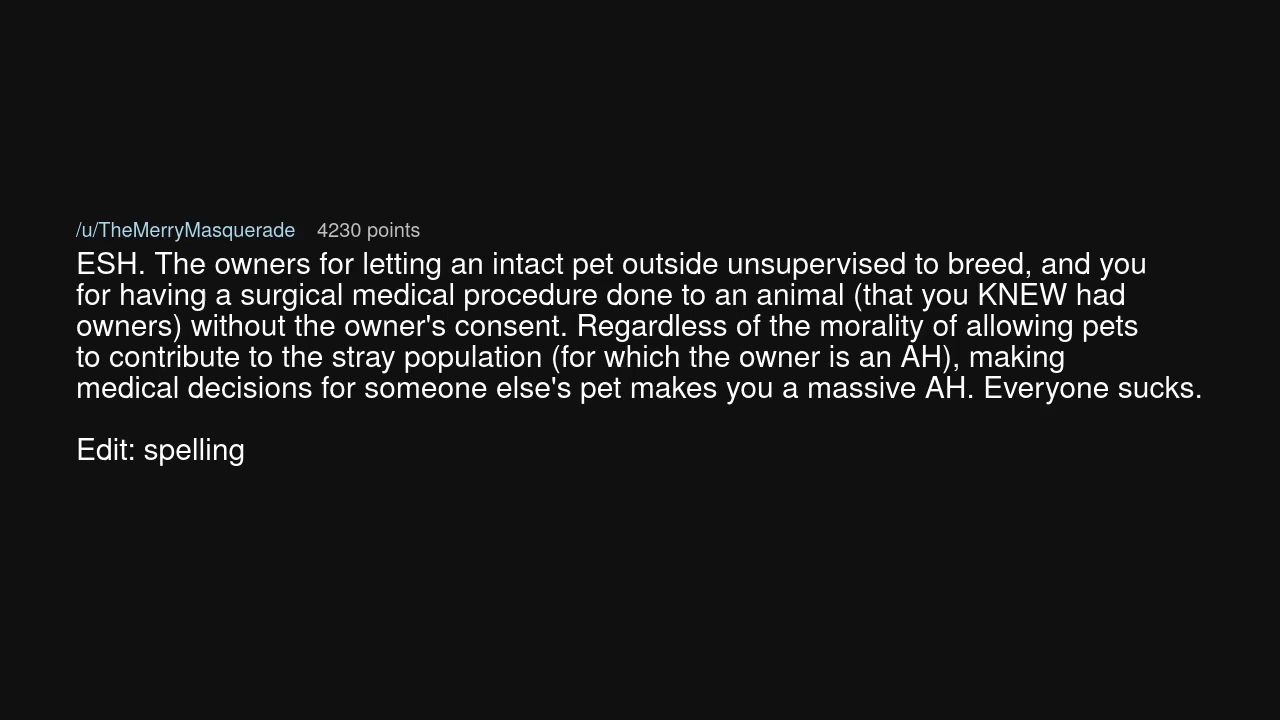 /u/TheMerryMasquerade 4230 points
ESH. The owners for letting an intact pet outside unsupervised to breed, and you
for having a surgical medical procedure done to an animal (that you KNEW had
owners) without the owner's consent. Regardless of the morality of allowing pets
to contribute to the stray population (for which the owner is an AH), making
medical decisions for someone else's pet makes you a massive AH. Everyone sucks.
Edit: spelling